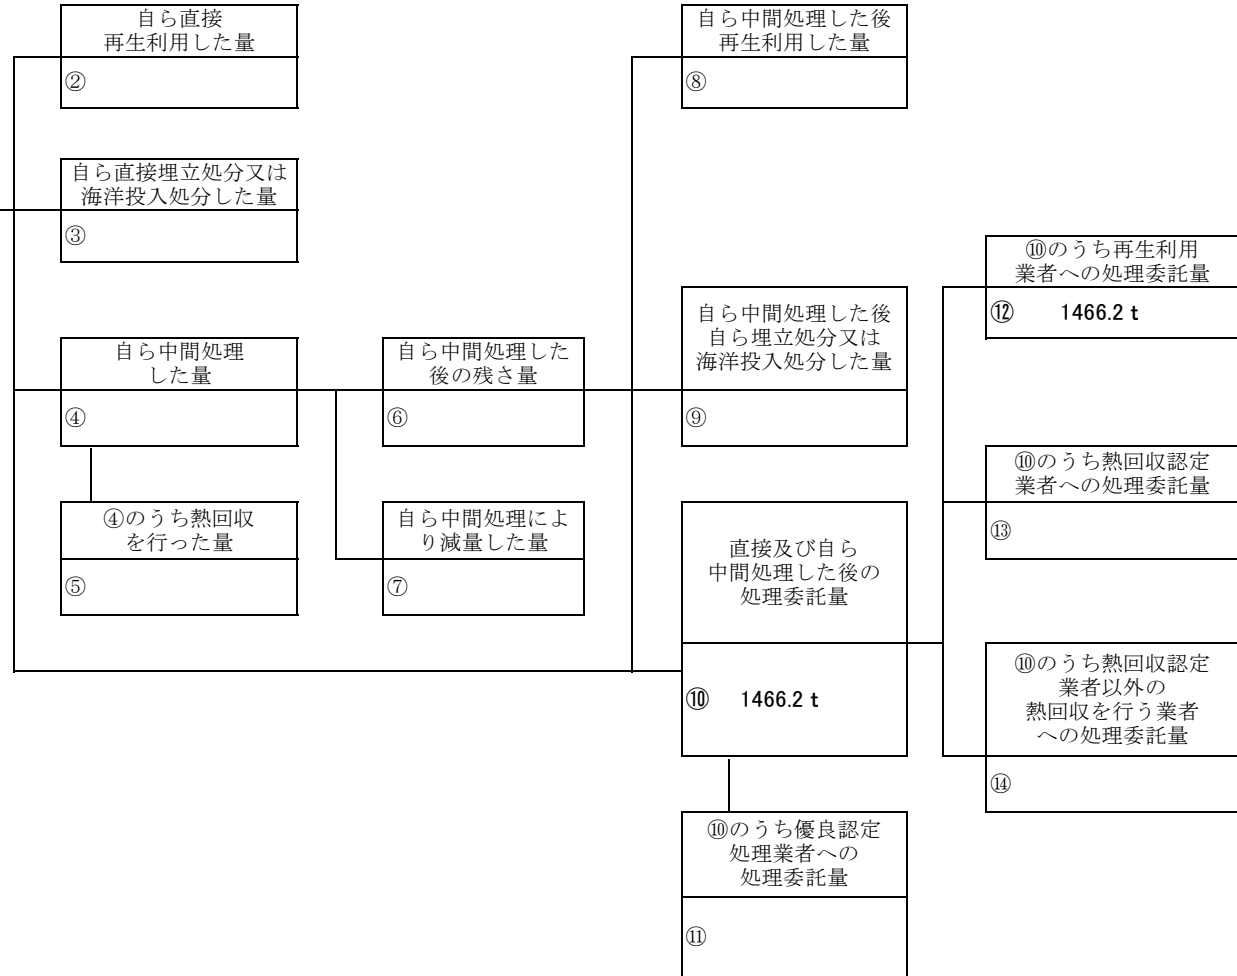 自ら直接
再生利用した量
②
自ら中間処理した後
再生利用した量
⑧
自ら直接埋立処分又は
海洋投入処分した量
③
⑩のうち再生利用
業者への処理委託量
⑫ 1466.2 t
自ら中間処理
した量
④
自ら中間処理した
後の残さ量
⑥
自ら中間処理した後
自ら埋立処分又は
海洋投入処分した量
⑨
⑩のうち熱回収認定
業者への処理委託量
⑬
④のうち熱回収
を行った量
⑤
自ら中間処理によ
り減量した量
⑦
直接及び自ら
中間処理した後の
処理委託量
⑩ 1466.2 t
⑩のうち熱回収認定
業者以外の
熱回収を行う業者
への処理委託量
⑭
⑩のうち優良認定
処理業者への
処理委託量
⑪